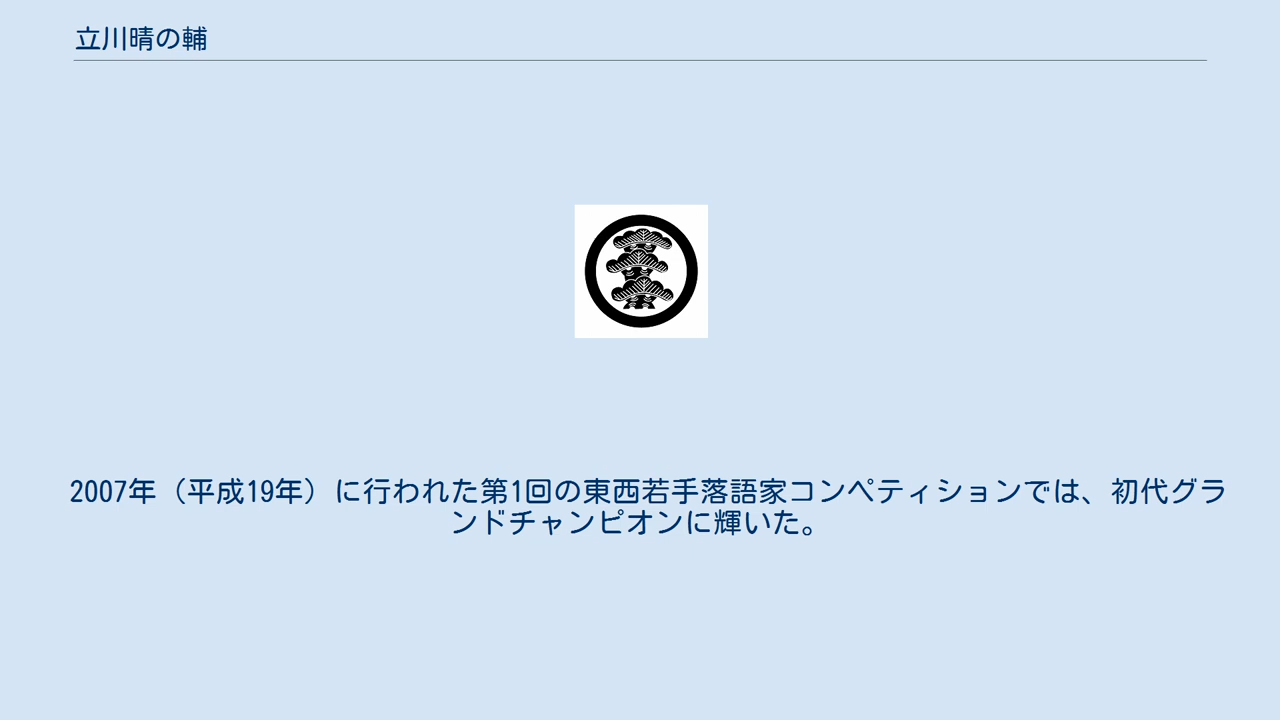 立川晴の輔
2007年（平成19年）に行われた第1回の東西若手落語家コンペティションでは、初代グラ
ンドチャンピオンに輝いた。